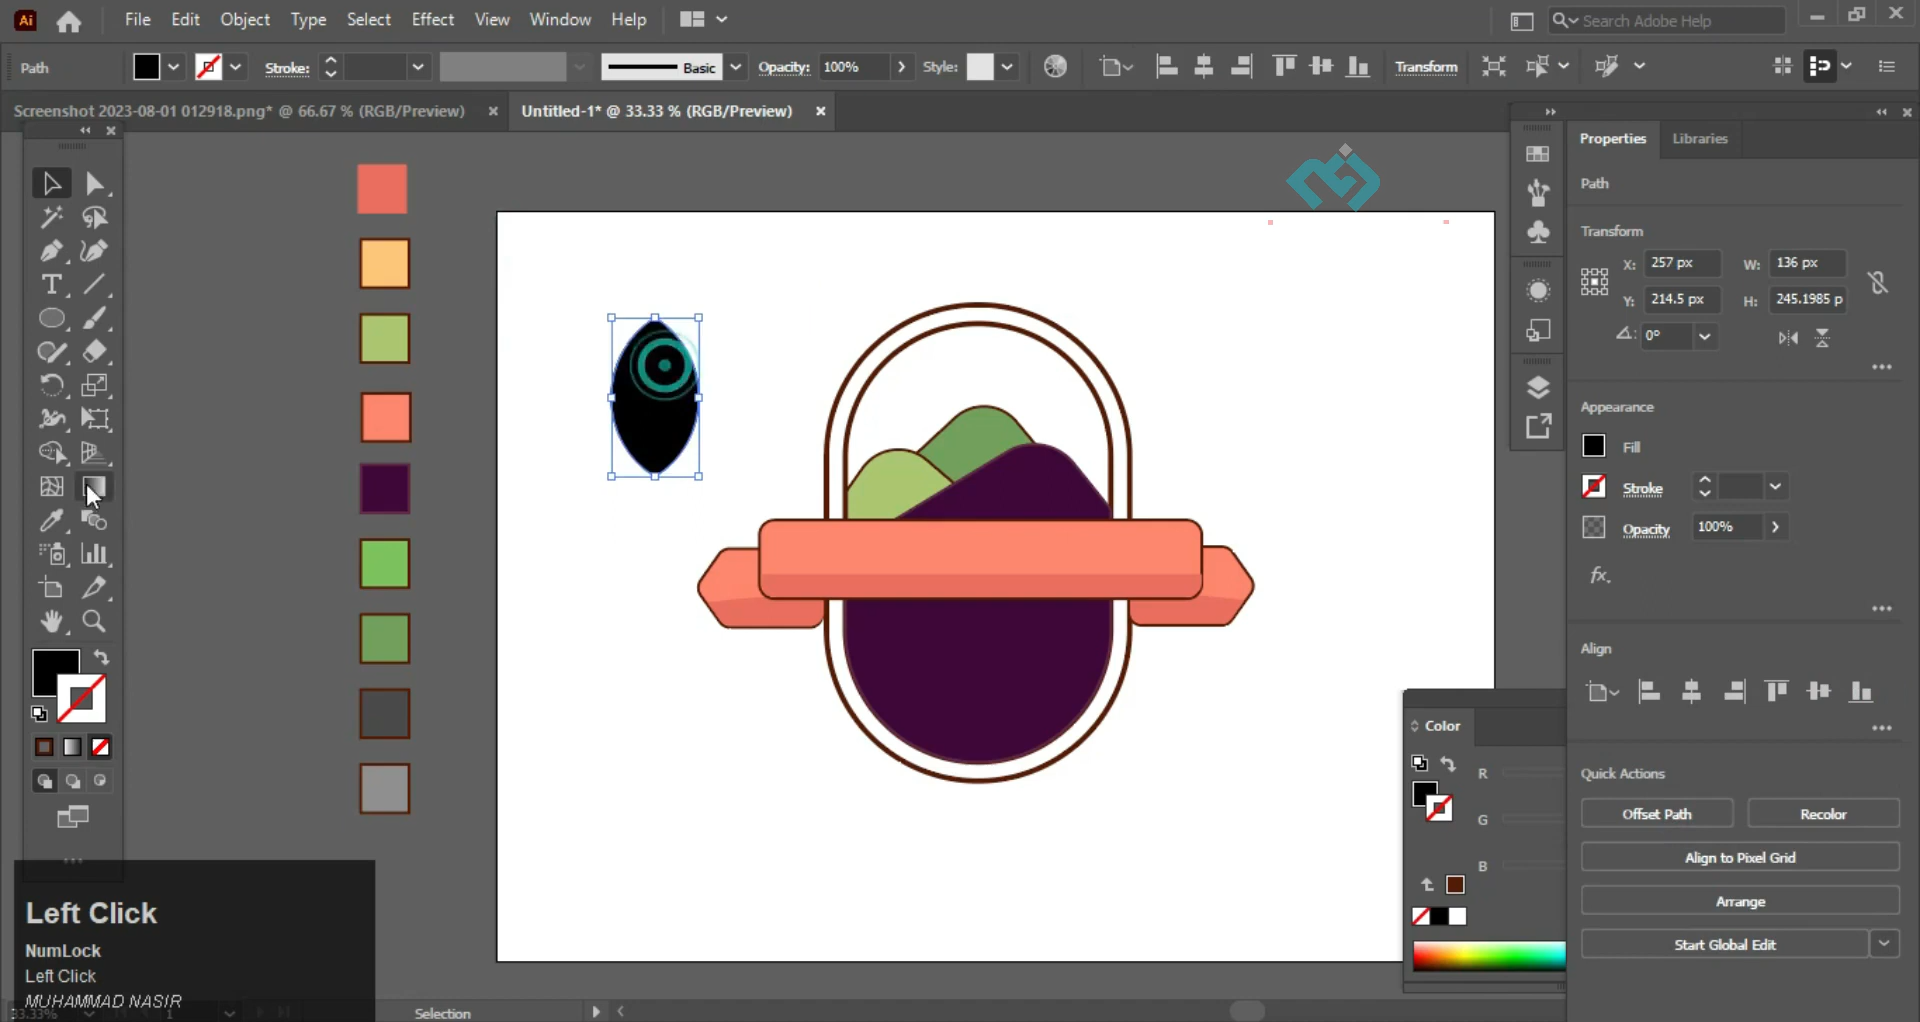 Ai File Edit Object Type Select Effect View Window Help Search Adobe Help
Path Stroke: Basic Opacity: 100% Style: Transform
Screenshot 2023-08-01 012918.png* @ 66.67 % (RGB/Preview) Untitled-1* @ 33.33 % (RGB/Preview)
Properties Libraries
Path
Transform
X: 257 px W: 136 px
Y: 214.5 px H: 245.1985 p
0°
Appearance
Fill
Stroke
Opacity 100%
fx.
Align
Color
R
G
B
Quick Actions
Offset Path Recolor
Align to Pixel Grid
Arrange
Start Global Edit
Left Click
NumLock
Left Click
MUHAMMAD NASIR
33.33% 1 Selection